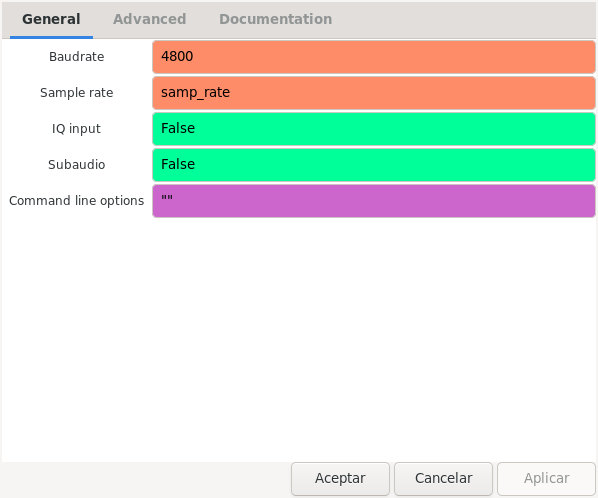 General Advanced Documentation
Baudrate 4800
Sample rate samp_rate
IQ input False
Subaudio False
Command line options ""
Aceptar Cancelar Aplicar